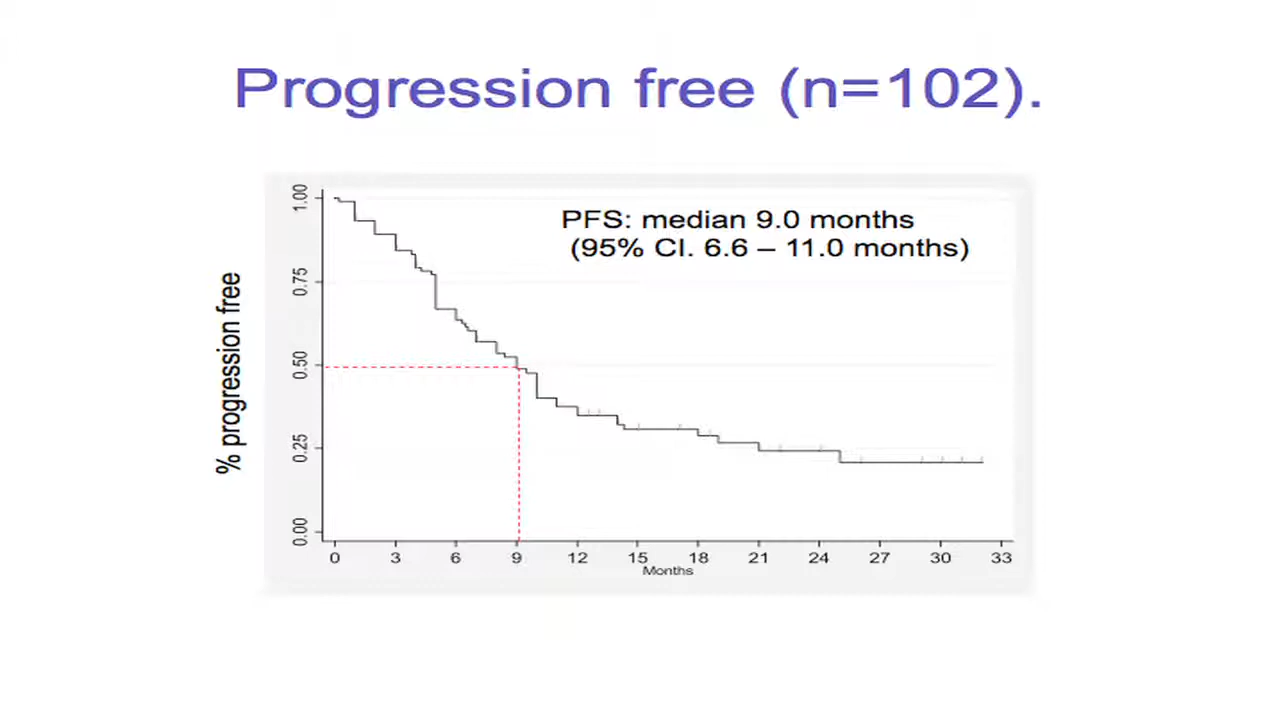 Progression free (n=102).
PFS: median 9.0 months
(95% CI. 6.6 – 11.0 months)
% progression free
1.00
0.75
0.50
0.25
0.00
0 3 6 9 12 15 18 21 24 27 30 33
Months